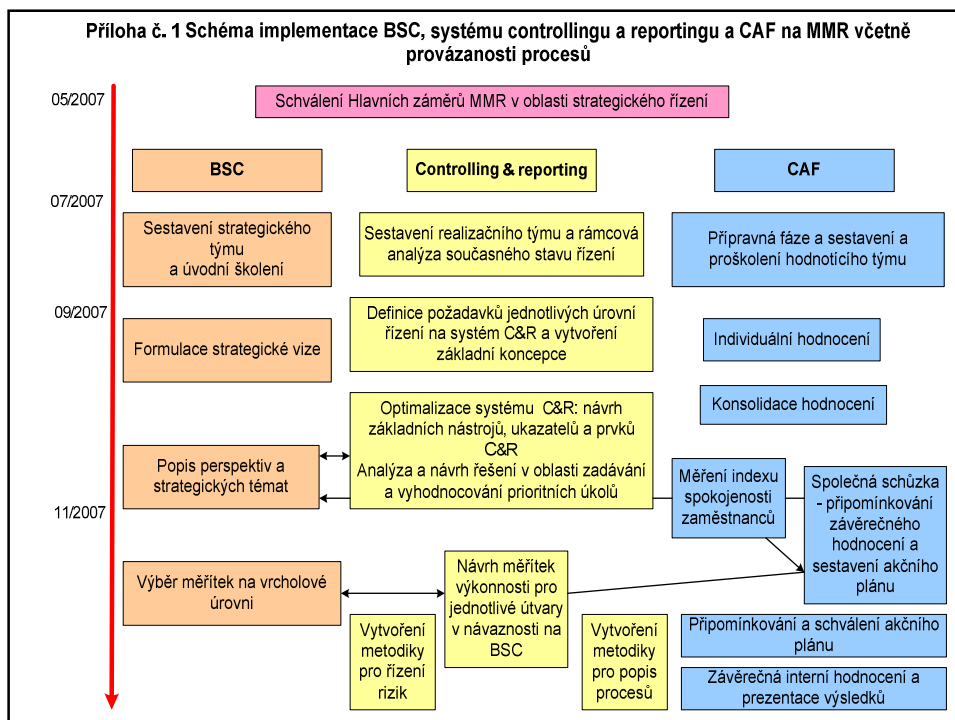 Příloha č. 1 Schéma implementace BSC, systému controllingu a reportingu a CAF na MMR včetně
provázanosti procesů
05/2007
Schválení Hlavních záměrů MMR v oblasti strategického řízení
BSC
Controlling & reporting
CAF
07/2007
Sestavení strategického
týmu
a úvodní školení
Sestavení realizačního týmu a rámcová
analýza současného stavu řízení
Přípravná fáze a sestavení a
proškolení hodnotícího týmu
09/2007
Formulace strategické vize
Definice požadavků jednotlivých úrovní
řízení na systém C&R a vytvoření
základní koncepce
Individuální hodnocení
Konsolidace hodnocení
Popis perspektiv a
strategických témat
Optimalizace systému C&R: návrh
základních nástrojů, ukazatelů a prvků
C&R
Analýza a návrh řešení v oblasti zadávání
a vyhodnocování prioritních úkolů
Měření indexu
spokojenosti
zaměstnanců
Společná schůzka
- připomínkování
závěrečného
hodnocení a
sestavení akčního
plánu
11/2007
Výběr měřítek na vrcholové
úrovni
Návrh měřítek
výkonnosti pro
jednotlivé útvary
v návaznosti na
BSC
Vytvoření
metodiky
pro řízení
rizik
Vytvoření
metodiky
pro popis
procesů
Připomínkování a schválení akčního
plánu
Závěrečná interní hodnocení a
prezentace výsledků